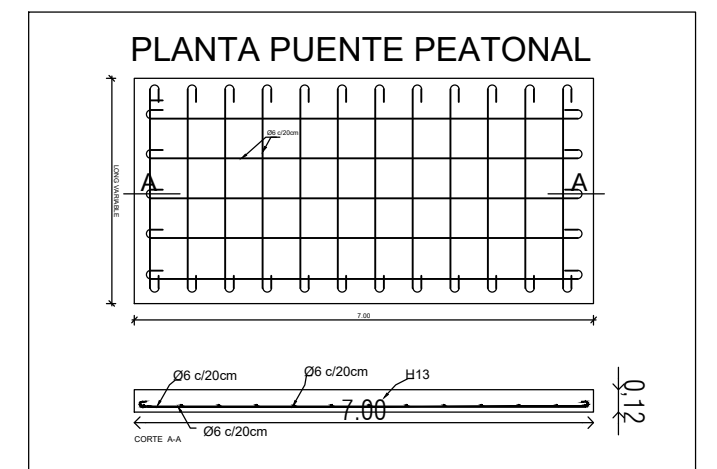 PLANTA PUENTE PEATONAL
Ø6 c/20cm
LONG VARIABLE
A
A
7.00
Ø6 c/20cm
Ø6 c/20cm
H13
7.00
0,12
Ø6 c/20cm
CORTE A-A